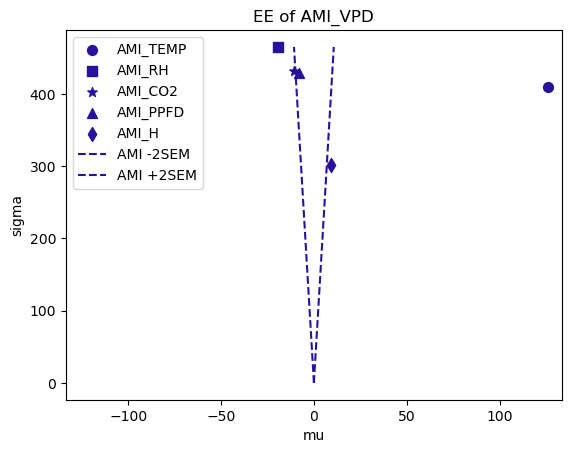 EE of AMI_VPD
AMI_TEMP
AMI_RH
AMI_CO2
AMI_PPFD
AMI_H
AMI -2SEM
AMI +2SEM
400
300
200
100
0
sigma
−100
−50
0
50
100
mu